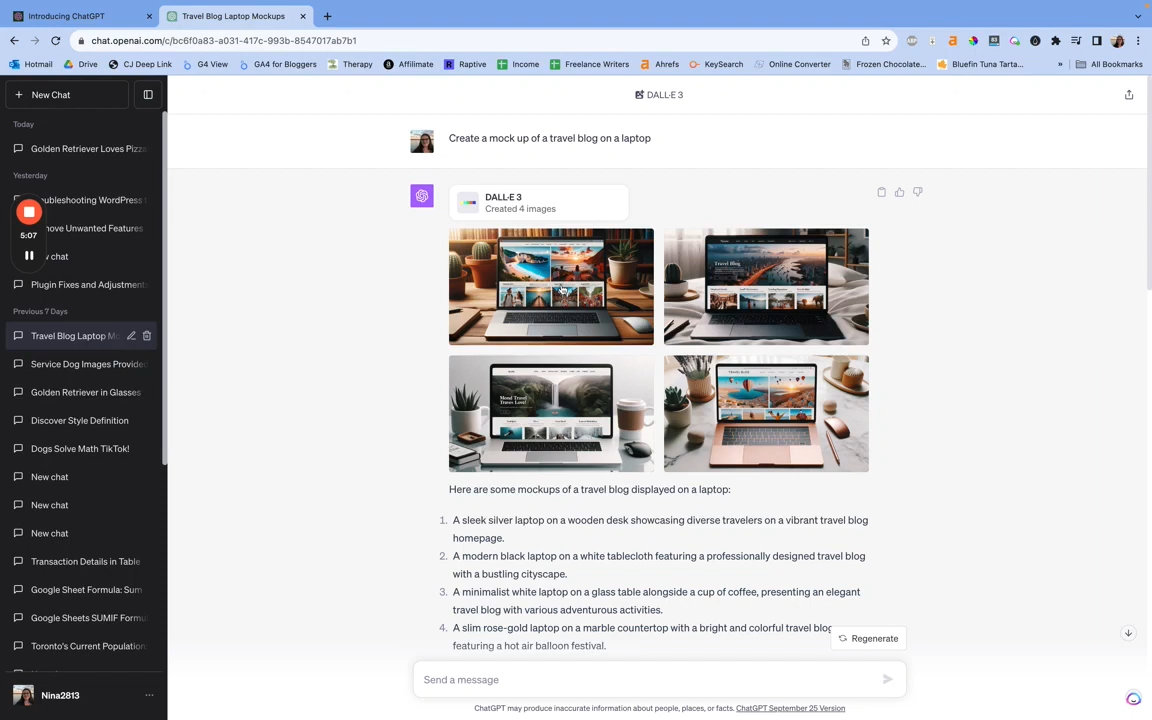 Introducing ChatGPT
Travel Blog Laptop Mockups
chat.openai.com/c/bc6f0a83-a031-417c-993b-8547017ab7b1
Hotmail
Drive
CJ Deep Link
G4 View
GA4 for Bloggers
Therapy
Affilimate
Raptive
Income
Freelance Writers
Ahrefs
KeySearch
Online Converter
Frozen Chocolate...
Bluefin Tuna Tarta...
»
All Bookmarks
New Chat
Today
Golden Retriever Loves Pizza
Yesterday
oubleshooting WordPress
5:07
nove Unwanted Features
w chat
Plugin Fixes and Adjustment
Previous 7 Days
Travel Blog Laptop Mo
Service Dog Images Provided
Golden Retriever in Glasses
Discover Style Definition
Dogs Solve Math TikTok!
New chat
New chat
New chat
Transaction Details in Table
Google Sheet Formula: Sum
Google Sheets SUMIF Formu
Toronto's Current Population
Nina2813
DALL·E 3
Create a mock up of a travel blog on a laptop
DALL·E 3
Created 4 images
Travel Blog
Mond Travel
Traxes Love!
Here are some mockups of a travel blog displayed on a laptop:
1. A sleek silver laptop on a wooden desk showcasing diverse travelers on a vibrant travel blog
homepage.
2. A modern black laptop on a white tablecloth featuring a professionally designed travel blog
with a bustling cityscape.
3. A minimalist white laptop on a glass table alongside a cup of coffee, presenting an elegant
travel blog with various adventurous activities.
4. A slim rose-gold laptop on a marble countertop with a bright and colorful travel blog
featuring a hot air balloon festival.
Regenerate
Send a message
ChatGPT may produce inaccurate information about people, places, or facts. ChatGPT September 25 Version